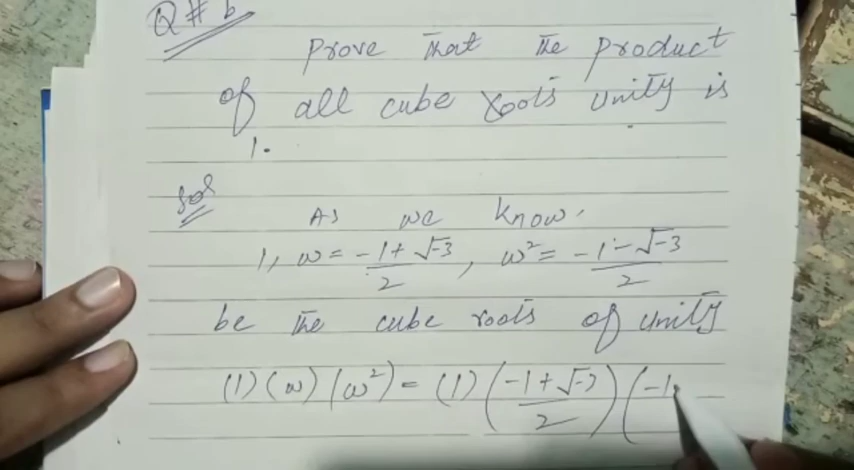 Q # 6
Prove that the product
of all cube roots unity is
1.
Sol
As we know,
1, ω = -1+√-3/2, ω² = -1-√-3/2
be the cube roots of unity
(1)(ω)(ω²) = (1)(-1+√-3/2)(-1